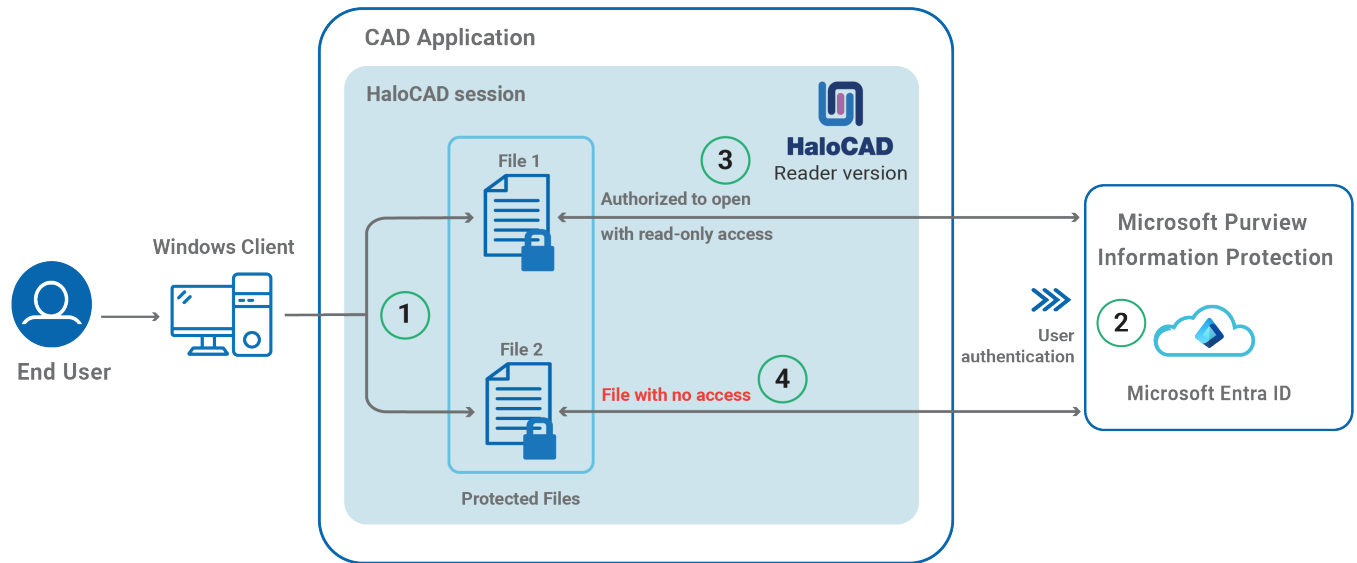 CAD Application
HaloCAD session
HaloCAD
Reader version
File 1
3
Authorized to open
with read-only access
Windows Client
End User
1
File 2
File with no access
4
Protected Files
Microsoft Purview
Information Protection
2
User
authentication
Microsoft Entra ID